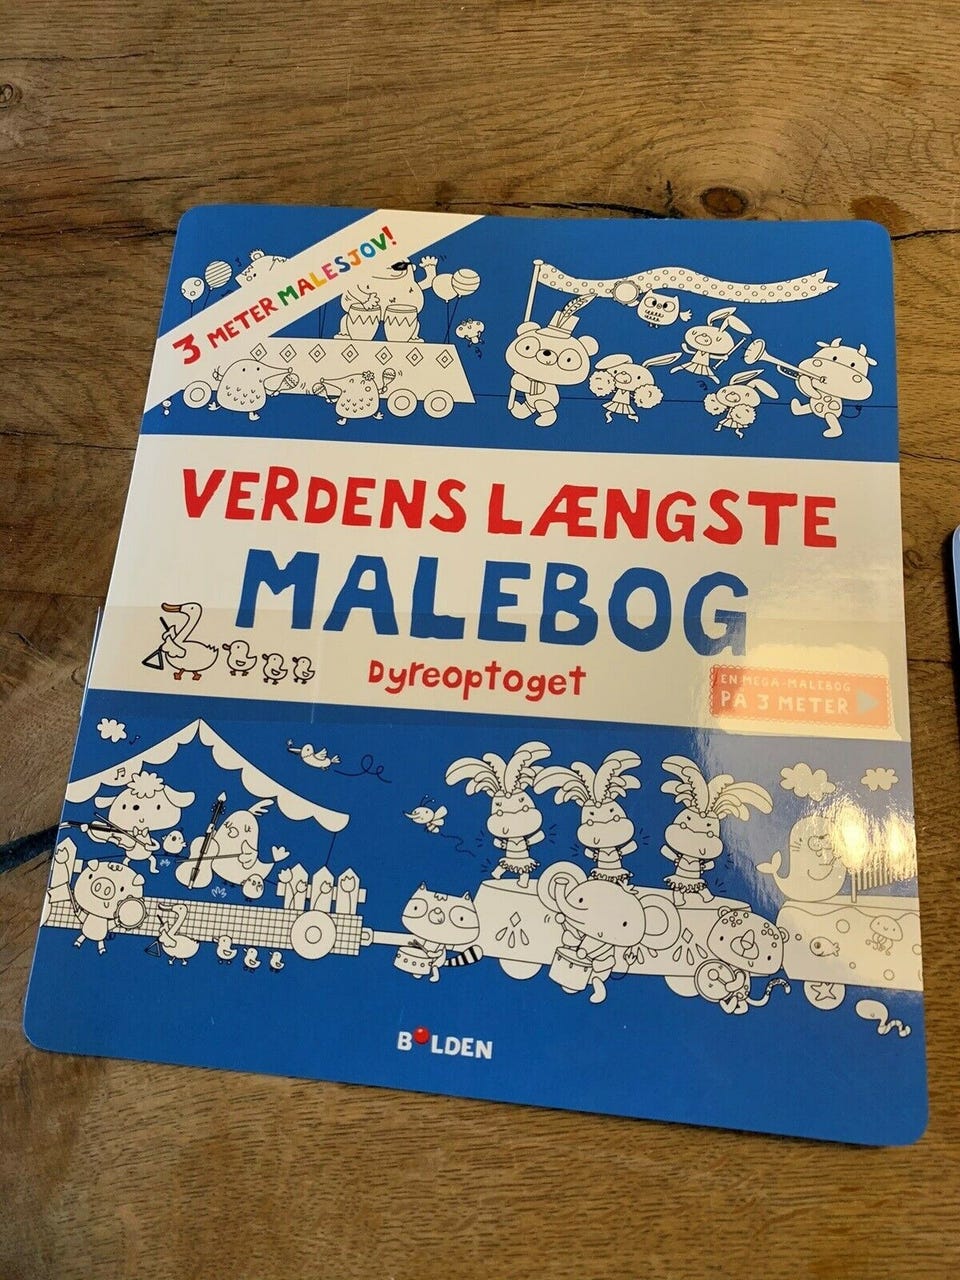 3 METER MALESJOV!
VERDENS LÆNGSTE
MALEBOG
Dyreoptoget
EN MEGA-MALEBOG
PÅ 3 METER
BOLDEN